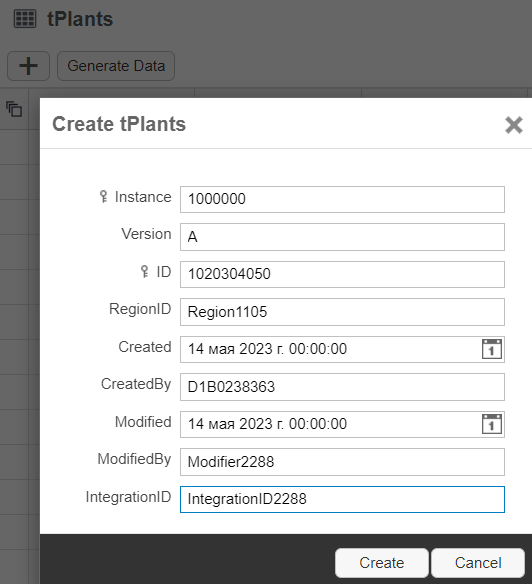 tPlants
+ Generate Data
Create tPlants
Instance 1000000
Version A
ID 1020304050
RegionID Region1105
Created 14 мая 2023 г. 00:00:00
CreatedBy D1B0238363
Modified 14 мая 2023 г. 00:00:00
ModifiedBy Modifier2288
IntegrationID IntegrationID2288
Create Cancel